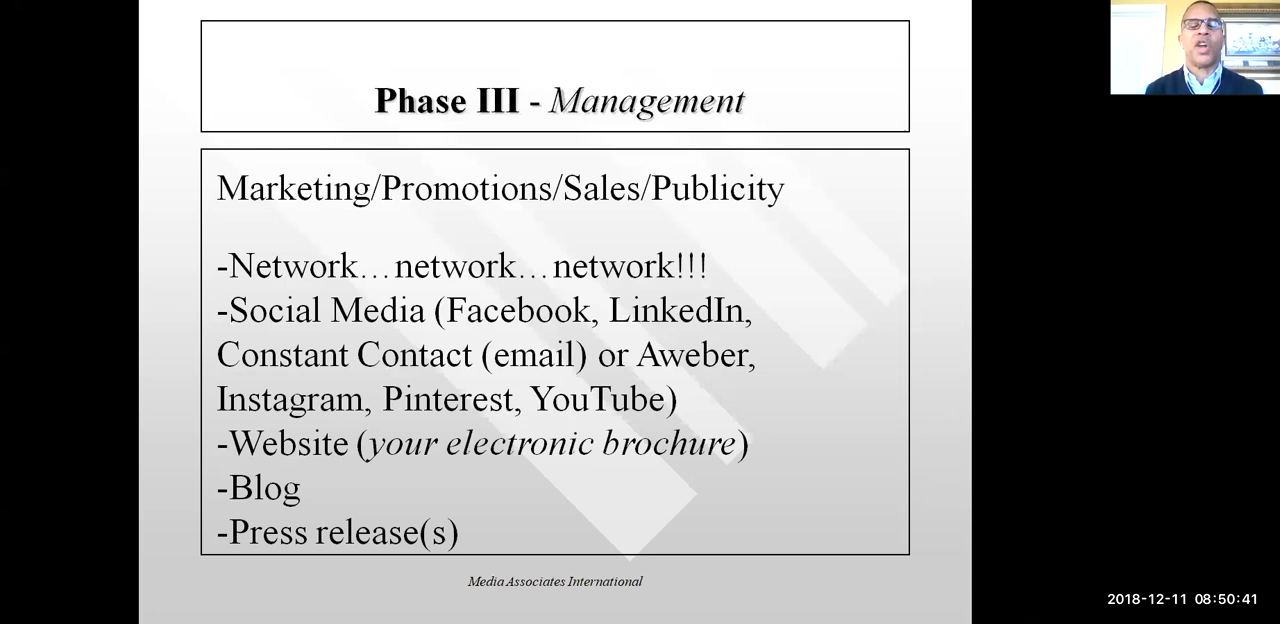 Phase III - Management
Marketing/Promotions/Sales/Publicity
-Network…network…network!!!
-Social Media (Facebook, LinkedIn,
Constant Contact (email) or Aweber,
Instagram, Pinterest, YouTube)
-Website (your electronic brochure)
-Blog
-Press release(s)
Media Associates International
2018-12-11 08:50:41